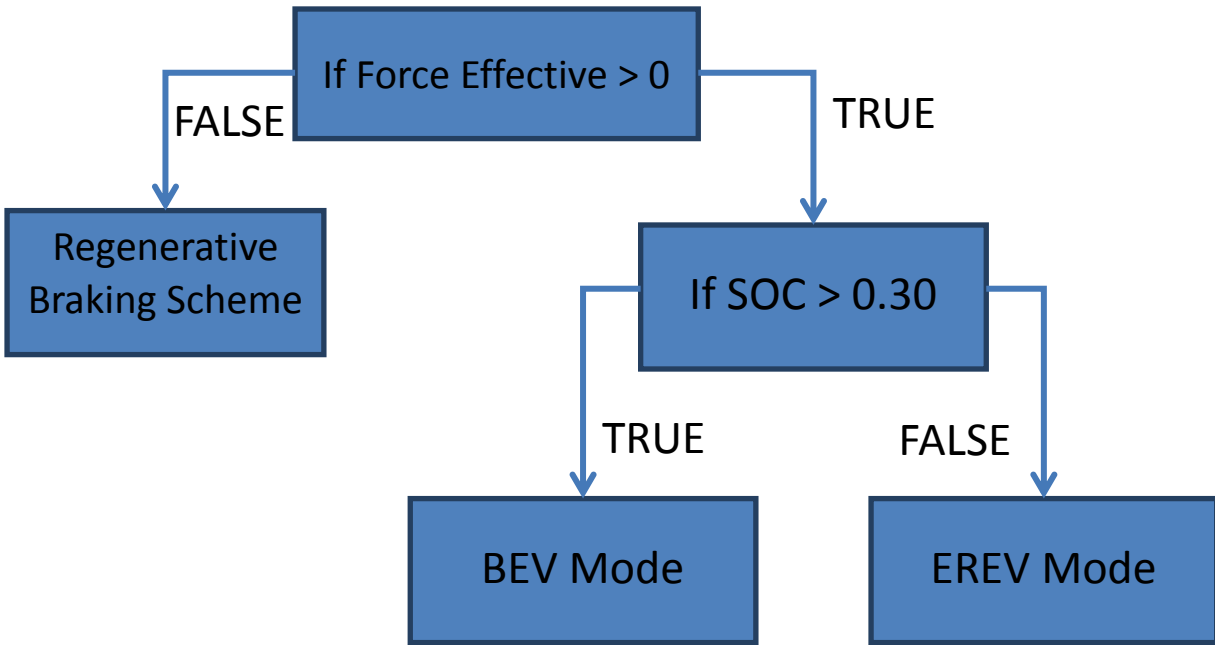 If Force Effective > 0
FALSE
TRUE
Regenerative
Braking Scheme
If SOC > 0.30
TRUE
FALSE
BEV Mode
EREV Mode